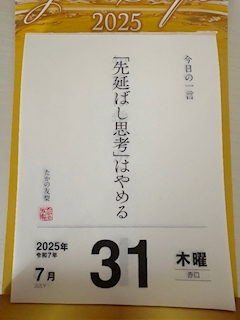 2025
今日の一言
「先延ばし思考」はやめる
たかの友梨
2025年
令和7年
7月
JULY
31
木曜
赤口